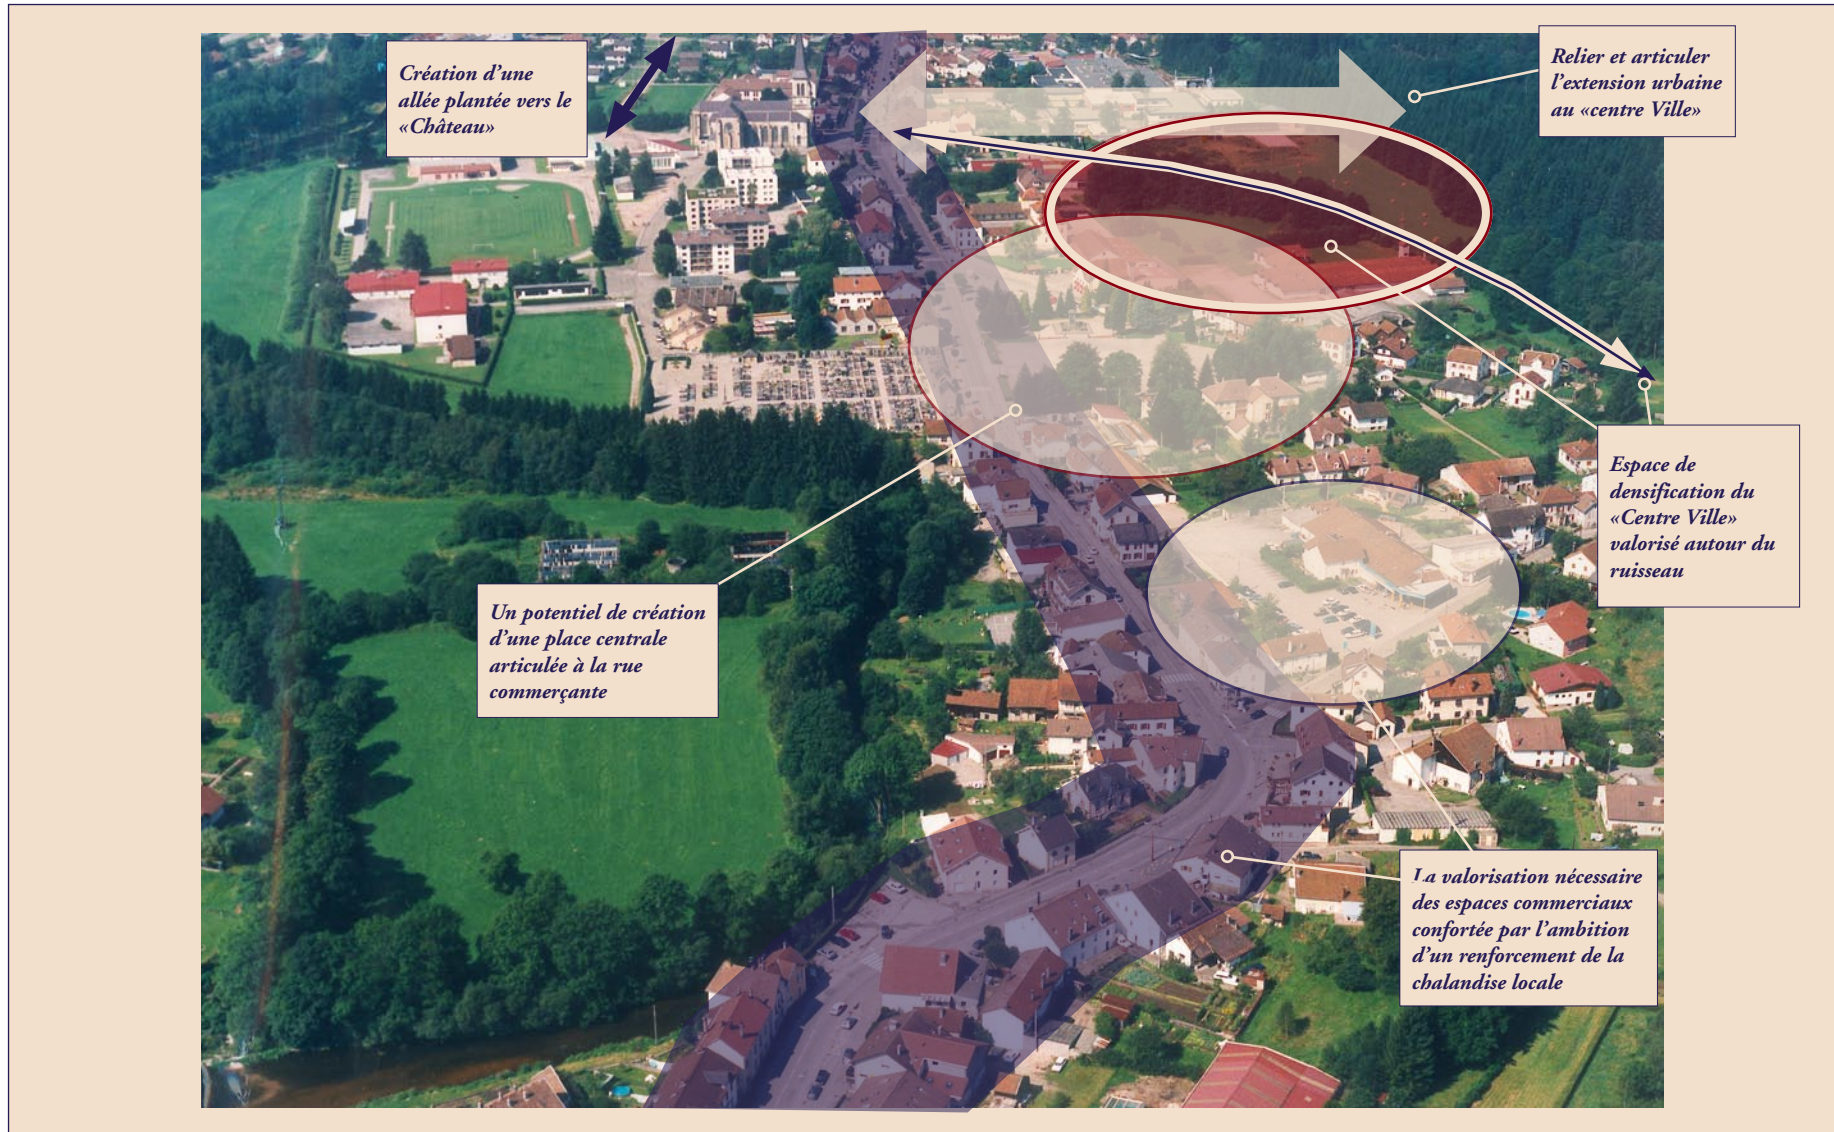 Création d’une
allée plantée vers le
«Château»
Relier et articuler
l’extension urbaine
au «centre Ville»
Espace de
densification du
«Centre Ville»
valorisé autour du
ruisseau
Un potentiel de création
d’une place centrale
articulée à la rue
commerçante
La valorisation nécessaire
des espaces commerciaux
confortée par l’ambition
d’un renforcement de la
chalandise locale